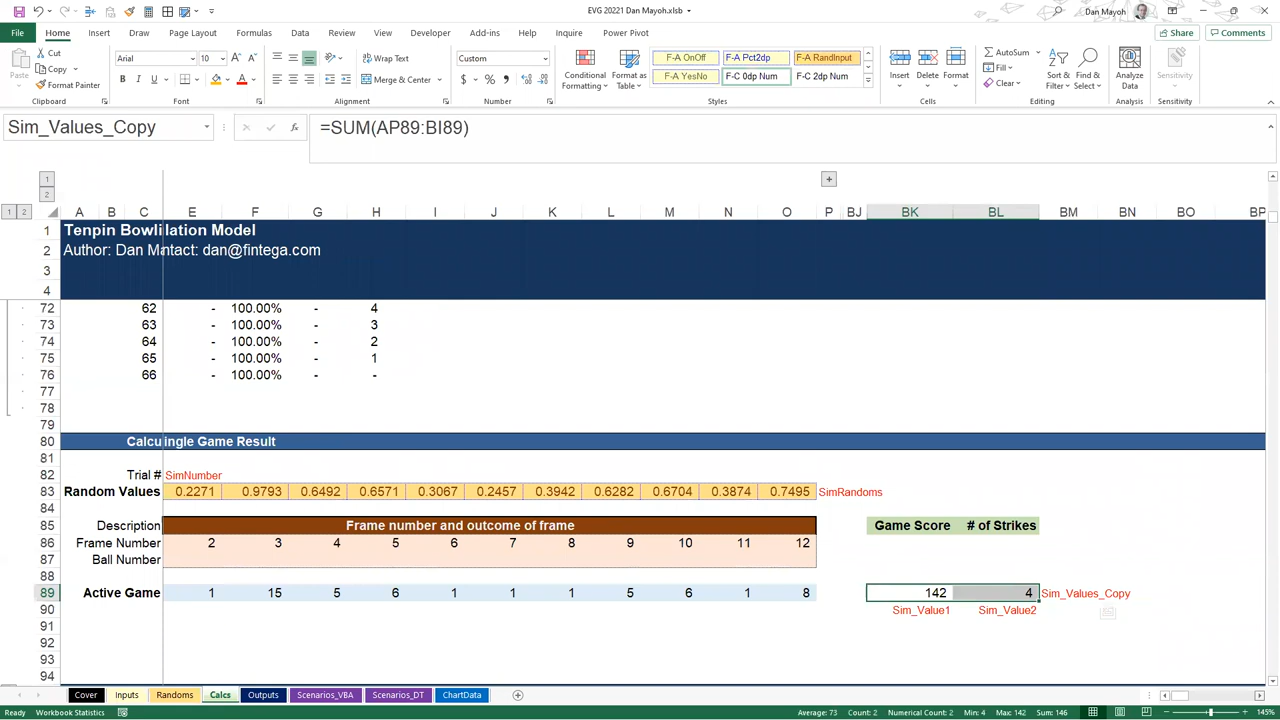 EVG 20221 Dan Mayoh.xlsb
Dan Mayoh
File Home Insert Draw Page Layout Formulas Data Review View Developer Add-ins Help Inquire Power Pivot Share Comments
Paste Cut Copy Format Painter Clipboard
Arial 10 B I U Font
Wrap Text Merge & Center Alignment
Custom $ % Number
Conditional Formatting Format as Table
F-A OnOff F-A Pct2dp F-A RandInput
F-A YesNo F-C 0dp Num F-C 2dp Num
Styles
Insert Delete Format Cells
AutoSum Fill Clear Sort & Filter Find & Select Editing
Analyze Data Analysis
Sensitivity Sensitivity
Sim_Values_Copy fx =SUM(AP89:BI89)
1 +
2
1 2 A B C E F G H I J K L M N O P BJ BK BL BM BN BO BP
1 Tenpin Bowlilation Model
2 Author: Dan Matact: dan@fintega.com
3
4
72 62 - 100.00% - 4
73 63 - 100.00% - 3
74 64 - 100.00% - 2
75 65 - 100.00% - 1
76 66 - 100.00% - -
77
78
79
80 Calcuingle Game Result
81
82 Trial # SimNumber
83 Random Values 0.2271 0.9793 0.6492 0.6571 0.3067 0.2457 0.3942 0.6282 0.6704 0.3874 0.7495 SimRandoms
84
85 Description Frame number and outcome of frame Game Score # of Strikes
86 Frame Number 2 3 4 5 6 7 8 9 10 11 12
87 Ball Number
88
89 Active Game 1 15 5 6 1 1 1 5 6 1 8 142 4 Sim_Values_Copy
90 Sim_Value1 Sim_Value2
91
92
93
94
Cover Inputs Randoms Calcs Outputs Scenarios_VBA Scenarios_DT ChartData
Ready Workbook Statistics Average: 73 Count: 2 Numerical Count: 2 Min: 4 Max: 142 Sum: 146 145%